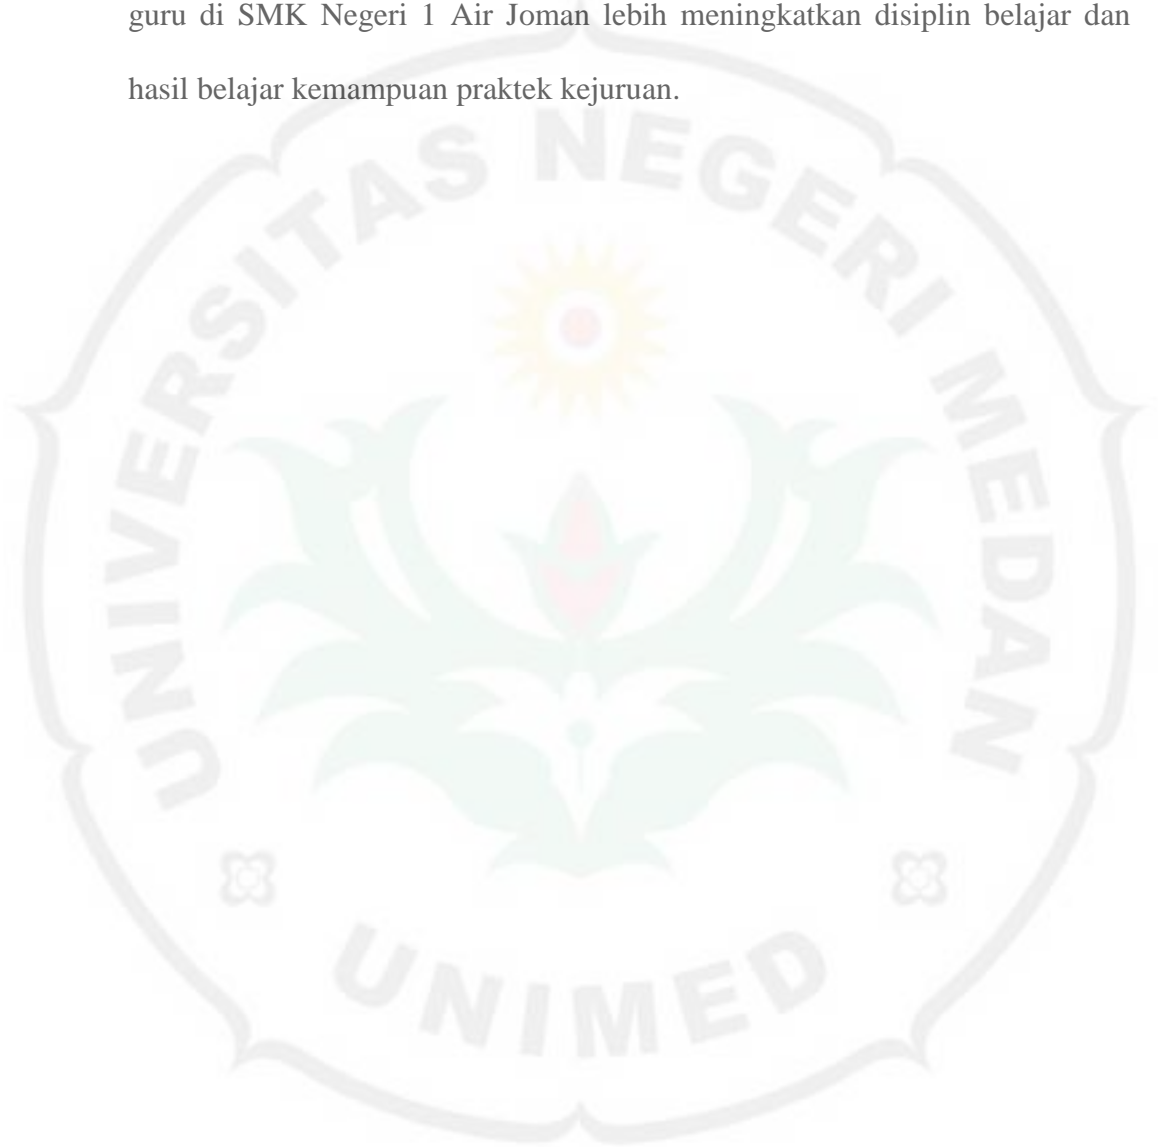 guru di SMK Negeri 1 Air Joman lebih meningkatkan disiplin belajar dan
hasil belajar kemampuan praktek kejuruan.
UNIVERSITAS NEGERI MEDAN
UNIMED